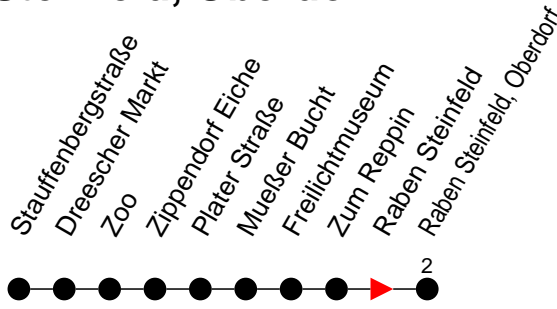 Stauffenbergstraße
Dreescher Markt
Zoo
Zippendorf Eiche
Plater Straße
Mueßer Bucht
Freilichtmuseum
Zum Reppin
Raben Steinfeld
Raben Steinfeld, Oberdorf
2